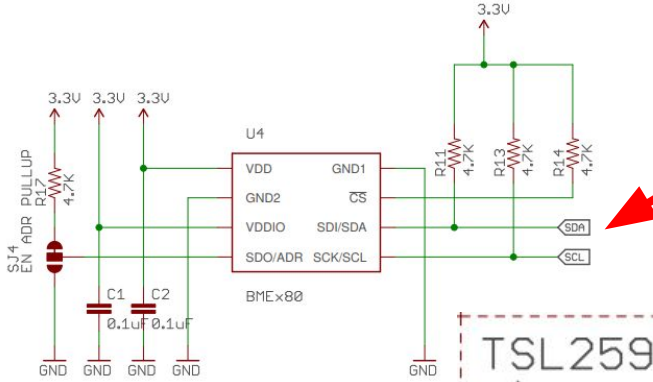 3.3V
3.3V 3.3V 3.3V
U4
R17
4.7K
SJ4
EN ADR PULLUP
VDD
GND2
VDDIO
SDO/ADR
GND1
CS
SDI/SDA
SCK/SCL
BMEx80
R11
4.7K
R13
4.7K
R14
4.7K
SDA
SCL
C1
0.1uF
C2
0.1uF
GND GND GND GND
GND
TSL259